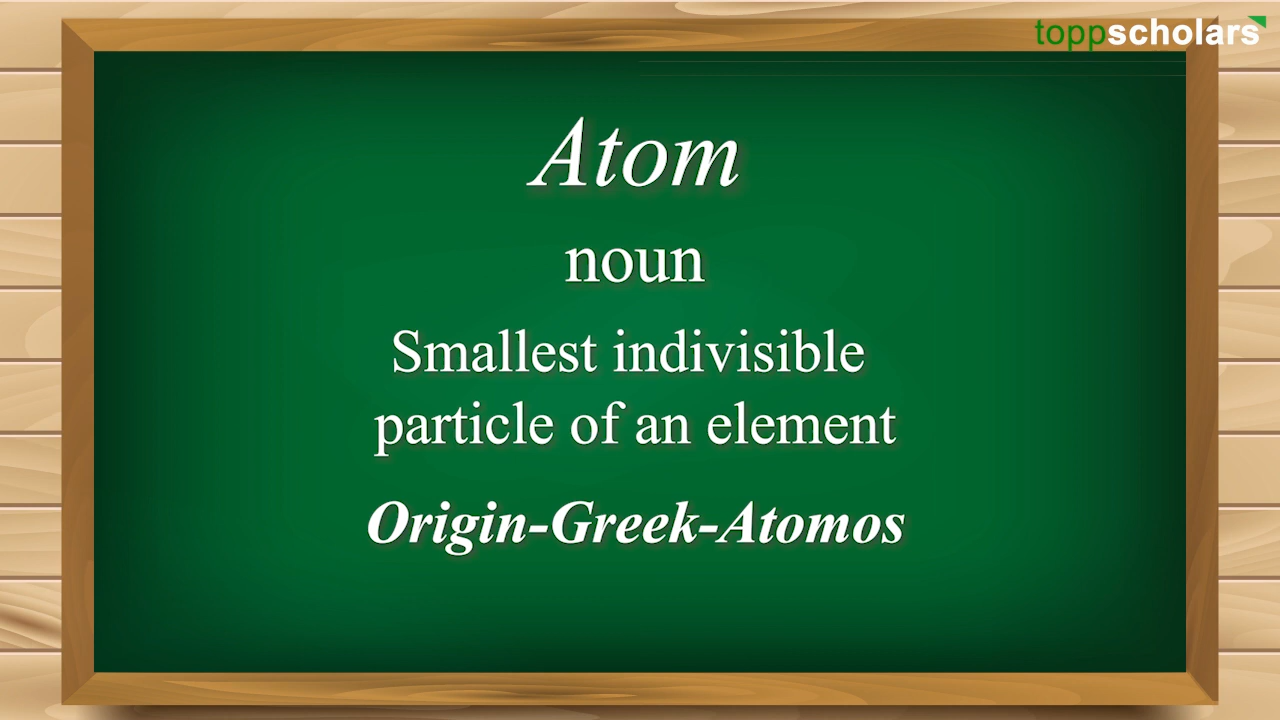 toppscholars
Atom
noun
Smallest indivisible
particle of an element
Origin-Greek-Atomos